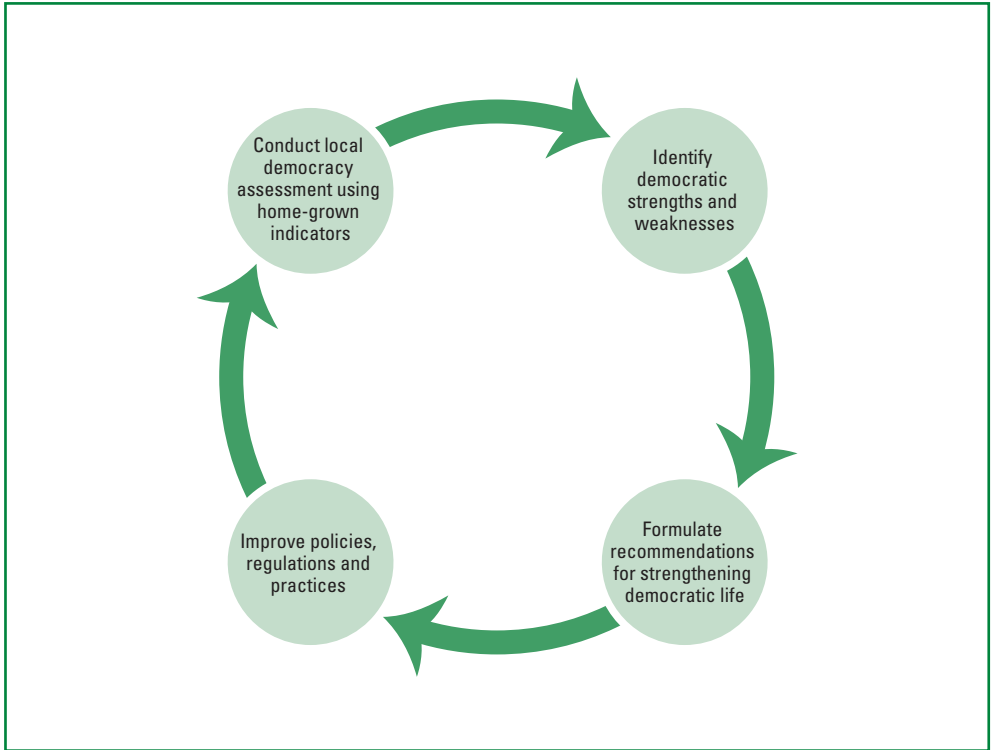 Conduct local
democracy
assessment using
home-grown
indicators
Identify
democratic
strengths and
weaknesses
Formulate
recommendations
for strengthening
democratic life
Improve policies,
regulations and
practices